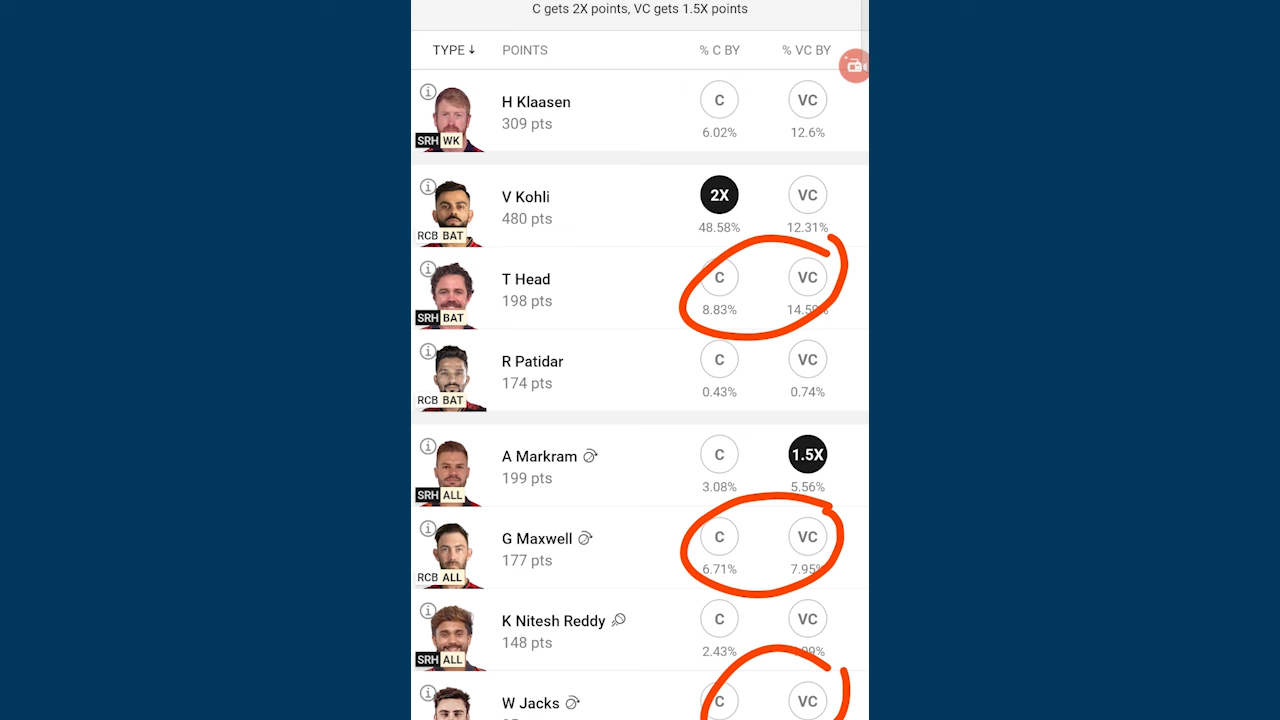 C gets 2X points, VC gets 1.5X points
TYPE↓ POINTS % C BY % VC BY
H Klaasen C VC
309 pts
6.02% 12.6%
SRH WK
V Kohli 2X VC
480 pts
48.58% 12.31%
RCB BAT
T Head C VC
198 pts
8.83%
SRH BAT
R Patidar C VC
174 pts
0.43% 0.74%
RCB BAT
A Markram C 1.5X
199 pts
3.08% 5.56%
SRH ALL
G Maxwell C VC
177 pts
6.71% 7.95%
RCB ALL
K Nitesh Reddy C VC
148 pts
2.43%
SRH ALL
W Jacks C VC